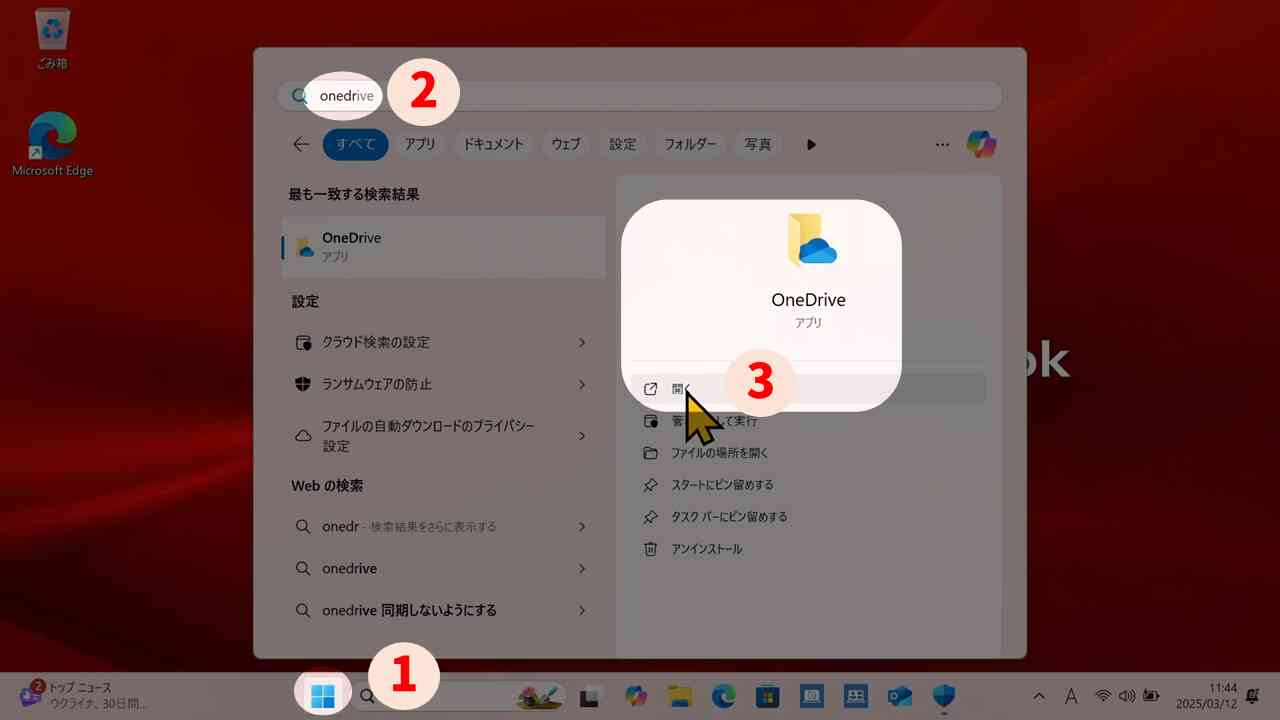 ごみ箱
Microsoft Edge
onedrive
2
すべて
アプリ
ドキュメント
ウェブ
設定
フォルダー
写真
最も一致する検索結果
OneDrive
アプリ
設定
クラウド検索の設定
ランサムウェアの防止
ファイルの自動ダウンロードのプライバシー
設定
Web の検索
onedr - 検索結果をさらに表示する
onedrive
onedrive 同期しないようにする
OneDrive
アプリ
3
開く
して実行
ファイルの場所を開く
スタートにピン留めする
タスク バーにピン留めする
アンインストール
ok
1
2
トップ ニュース
ウクライナ、30日間...
A
11:44
2025/03/12